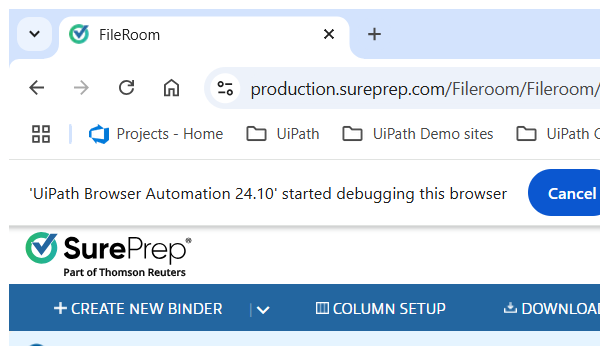 FileRoom
production.sureprep.com/Fileroom/Fileroom/
Projects - Home UiPath UiPath Demo sites UiPath
'UiPath Browser Automation 24.10' started debugging this browser Cancel
SurePrep®
Part of Thomson Reuters
+ CREATE NEW BINDER | COLUMN SETUP DOWNLOA